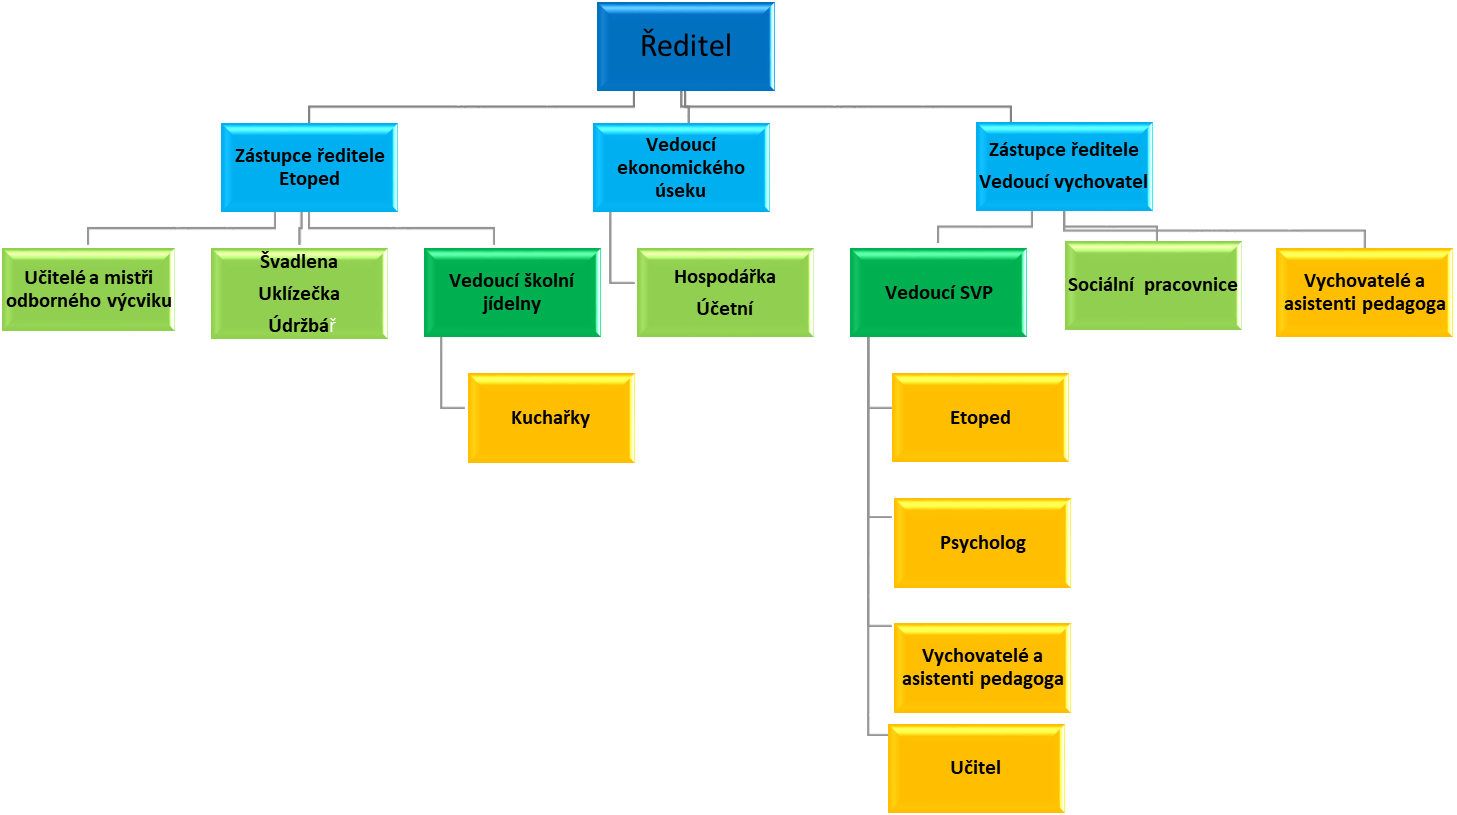 Ředitel
Zástupce ředitele
Etoped
Vedoucí
ekonomického
úseku
Zástupce ředitele
Vedoucí vychovatel
Učitelé a mistři
odborného výcviku
Švadlena
Uklízečka
Údržbář
Vedoucí školní
jídelny
Hospodářka
Účetní
Vedoucí SVP
Sociální pracovnice
Vychovatelé a
asistenti pedagoga
Kuchařky
Etoped
Psycholog
Vychovatelé a
asistenti pedagoga
Učitel